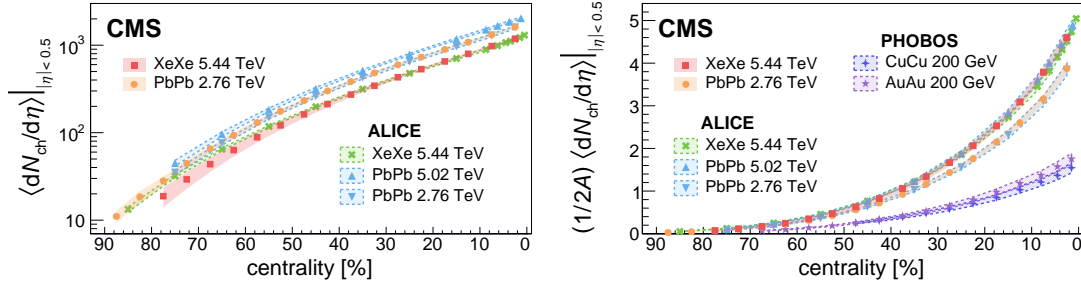 CMS
XeXe 5.44 TeV
PbPb 2.76 TeV
ALICE
XeXe 5.44 TeV
PbPb 5.02 TeV
PbPb 2.76 TeV
⟨dN_ch/dη⟩|_|η|<0.5
10^3
10^2
10
90 80 70 60 50 40 30 20 10 0
centrality [%]
CMS
XeXe 5.44 TeV
PbPb 2.76 TeV
PHOBOS
CuCu 200 GeV
AuAu 200 GeV
ALICE
XeXe 5.44 TeV
PbPb 5.02 TeV
PbPb 2.76 TeV
(1/2A) ⟨dN_ch/dη⟩|_|η|<0.5
5
4
3
2
1
0
90 80 70 60 50 40 30 20 10 0
centrality [%]